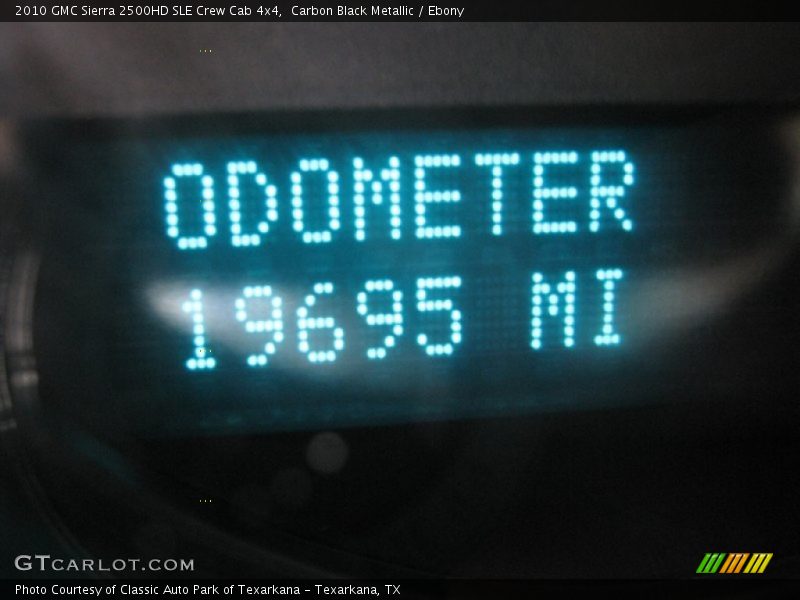 2010 GMC Sierra 2500HD SLE Crew Cab 4x4,  Carbon Black Metallic / Ebony
ODOMETER
19695 MI
GTCARLOT.COM
Photo Courtesy of Classic Auto Park of Texarkana - Texarkana, TX